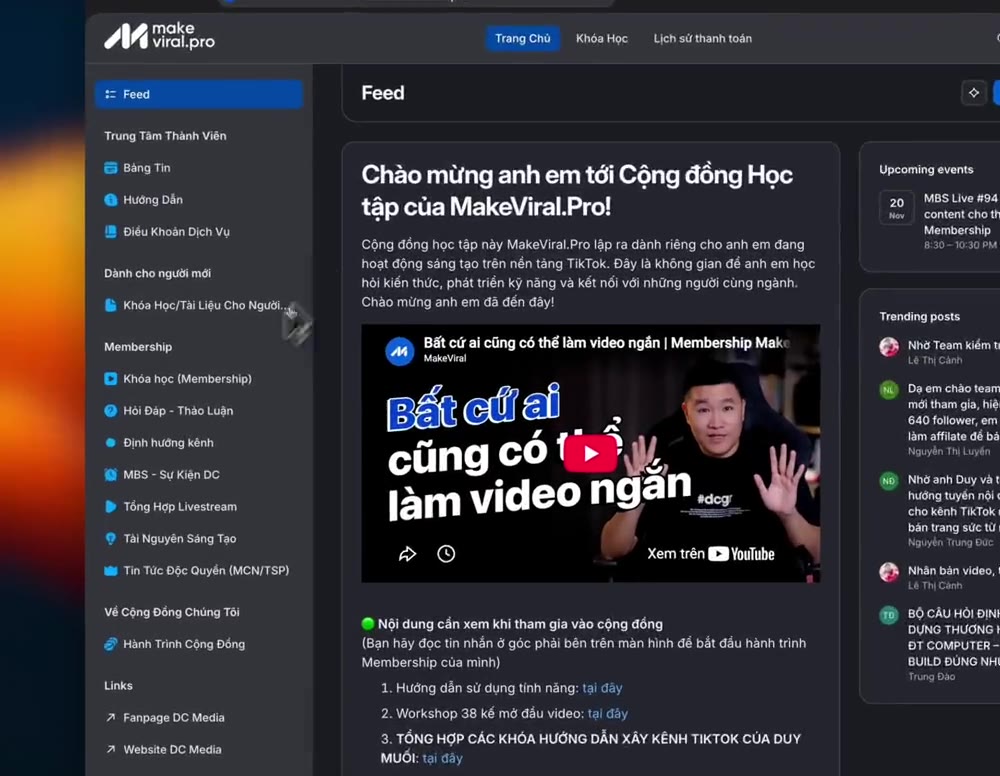 make
viral.pro
Trang Chủ
Khóa Học
Lịch sử thanh toán
Feed
Trung Tâm Thành Viên
Bảng Tin
Hướng Dẫn
Điều Khoản Dịch Vụ
Dành cho người mới
Khóa Học/Tài Liệu Cho Người...
Membership
Khóa học (Membership)
Hỏi Đáp - Thảo Luận
Định hướng kênh
MBS - Sự Kiện DC
Tổng Hợp Livestream
Tài Nguyên Sáng Tạo
Tin Tức Độc Quyền (MCN/TSP)
Về Cộng Đồng Chúng Tôi
Hành Trình Cộng Đồng
Links
Fanpage DC Media
Website DC Media
Feed
Chào mừng anh em tới Cộng đồng Học
tập của MakeViral.Pro!
Cộng đồng học tập này MakeViral.Pro lập ra dành riêng cho anh em đang
hoạt động sáng tạo trên nền tảng TikTok. Đây là không gian để anh em học
hỏi kiến thức, phát triển kỹ năng và kết nối với những người cùng ngành.
Chào mừng anh em đã đến đây!
Bất cứ ai cũng có thể làm video ngắn | Membership Make
MakeViral
Bất cứ ai
cũng có thể
làm video ngắn
#dcgr
Xem trên YouTube
Nội dung cần xem khi tham gia vào cộng đồng
(Bạn hãy đọc tin nhắn ở góc phải bên trên màn hình để bắt đầu hành trình
Membership của mình)
1. Hướng dẫn sử dụng tính năng: tại đây
2. Workshop 38 kế mở đầu video: tại đây
3. TỔNG HỢP CÁC KHÓA HƯỚNG DẪN XÂY KÊNH TIKTOK CỦA DUY
MUỐI: tại đây
Upcoming events
20
Nov
MBS Live #94
content cho th
Membership
8:30 – 10:30 PM
Trending posts
Nhờ Team kiểm tr
Lê Thị Cảnh
NL
Dạ em chào team
mới tham gia, hiệ
640 follower, em
làm affilate để bá
Nguyễn Thị Luyến
NĐ
Nhờ anh Duy và t
hướng tuyến nội d
cho kênh TikTok
bán trang sức từ
Nguyễn Trung Đức
Nhân bản video, t
Lê Thị Cảnh
TĐ
BỘ CÂU HỎI ĐỊNH
DỰNG THƯƠNG H
ĐT COMPUTER –
BUILD ĐÚNG NHU
Trung Đào